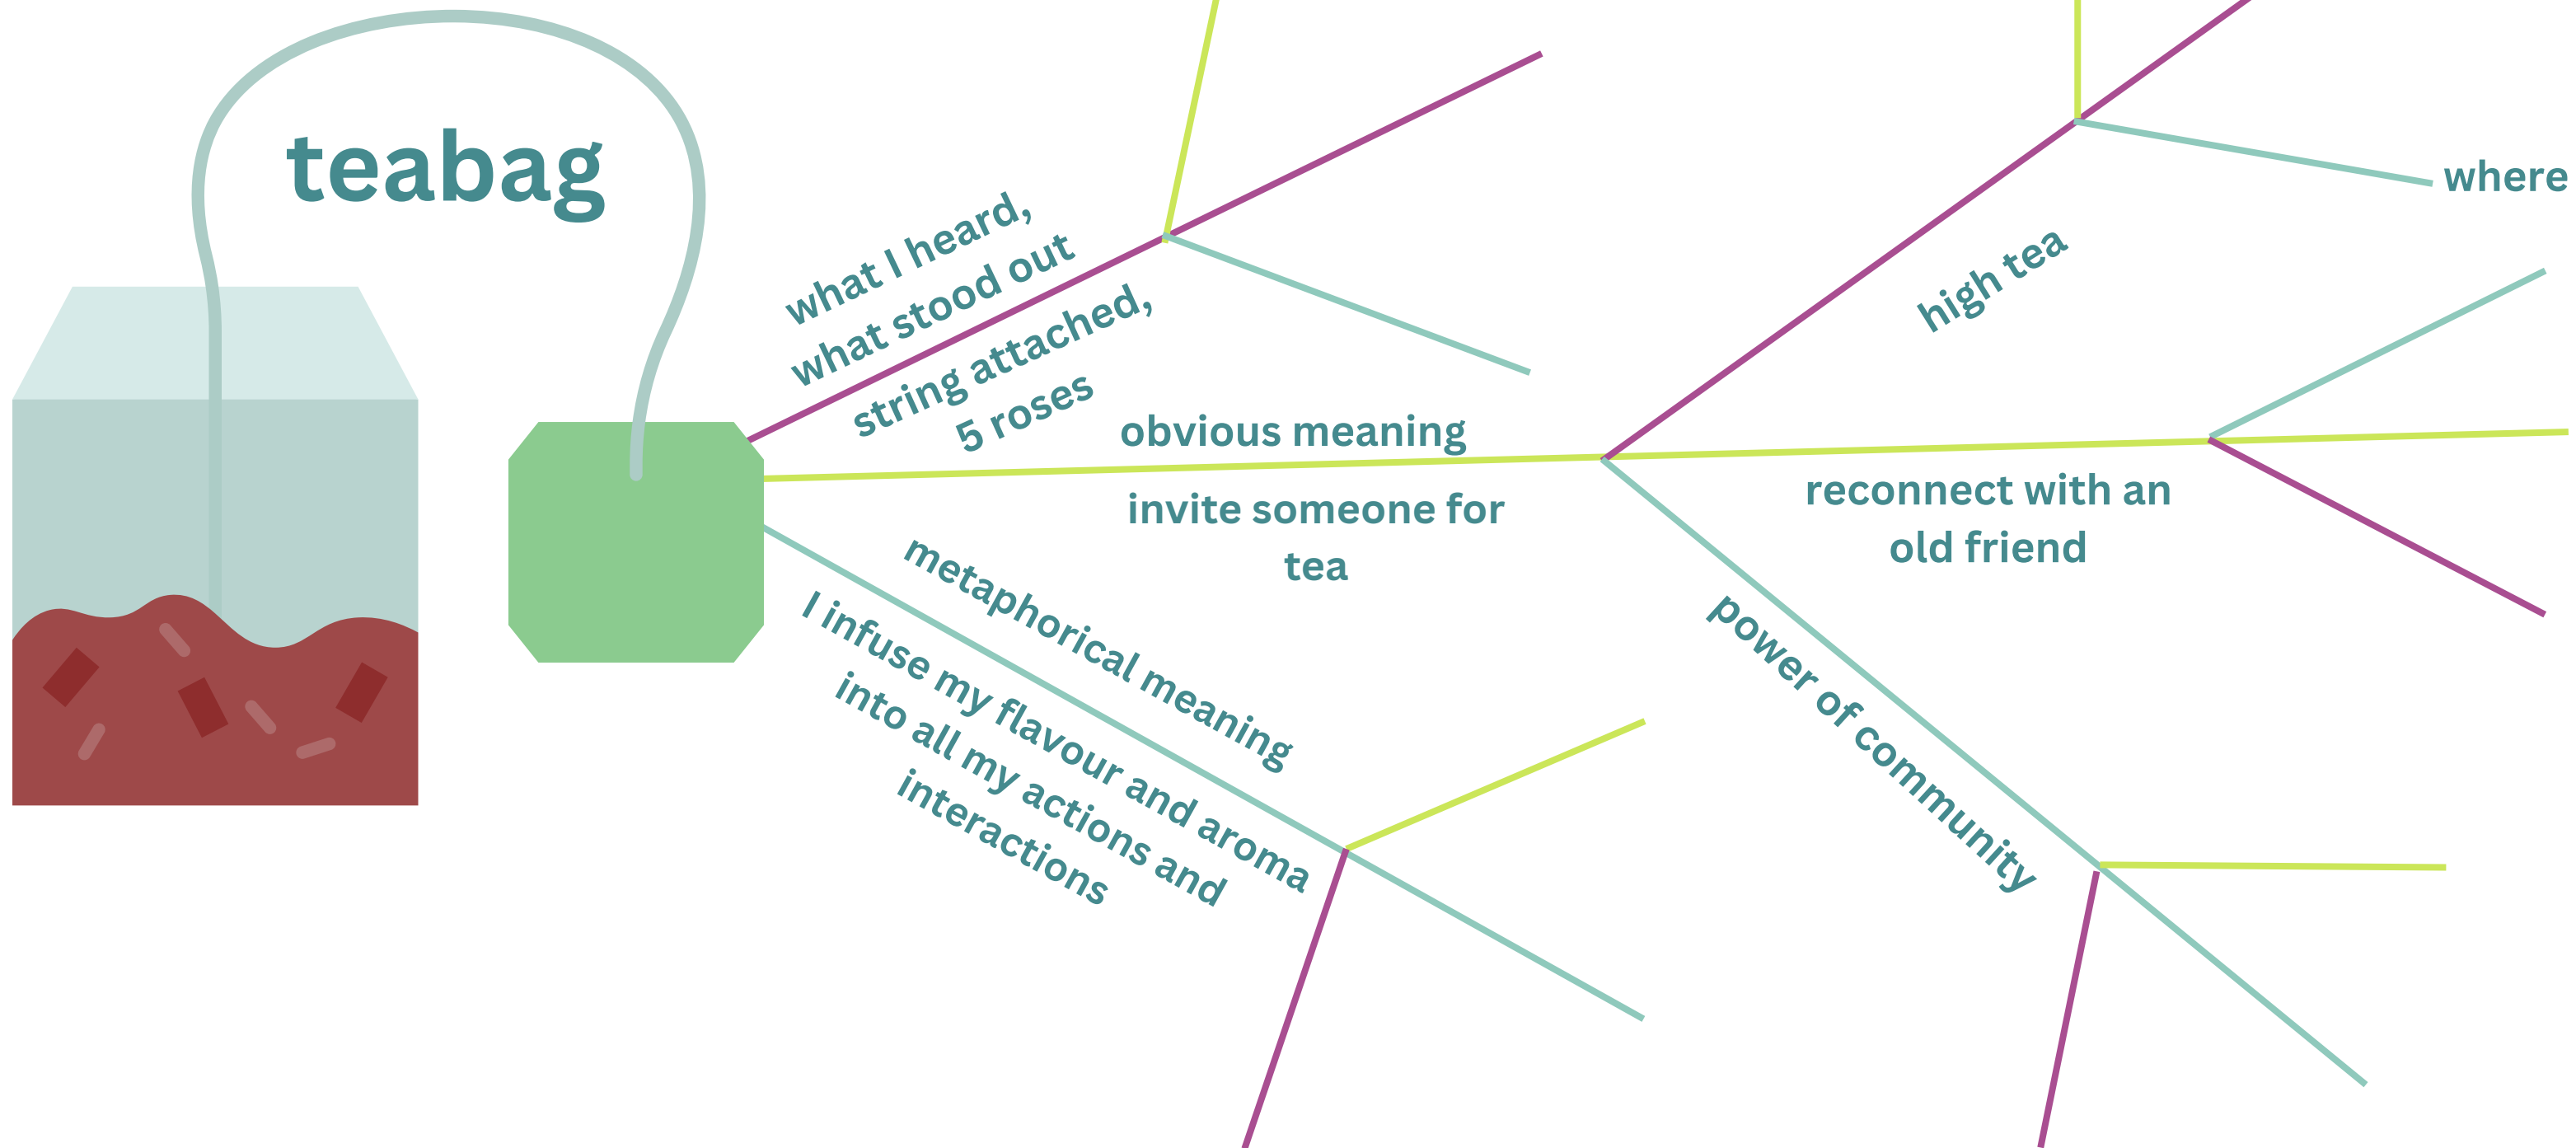 teabag
what I heard,
what stood out
string attached,
5 roses
obvious meaning
invite someone for
tea
metaphorical meaning
I infuse my flavour and aroma
into all my actions and
interactions
high tea
where
reconnect with an
old friend
power of community